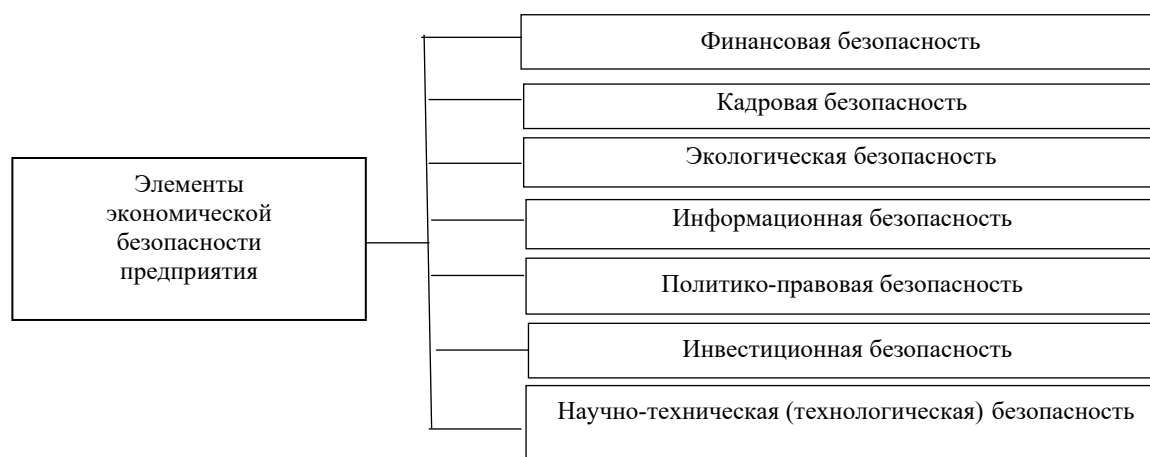 Финансовая безопасность
Кадровая безопасность
Экологическая безопасность
Элементы
экономической
безопасности
предприятия
Информационная безопасность
Политико-правовая безопасность
Инвестиционная безопасность
Научно-техническая (технологическая) безопасность